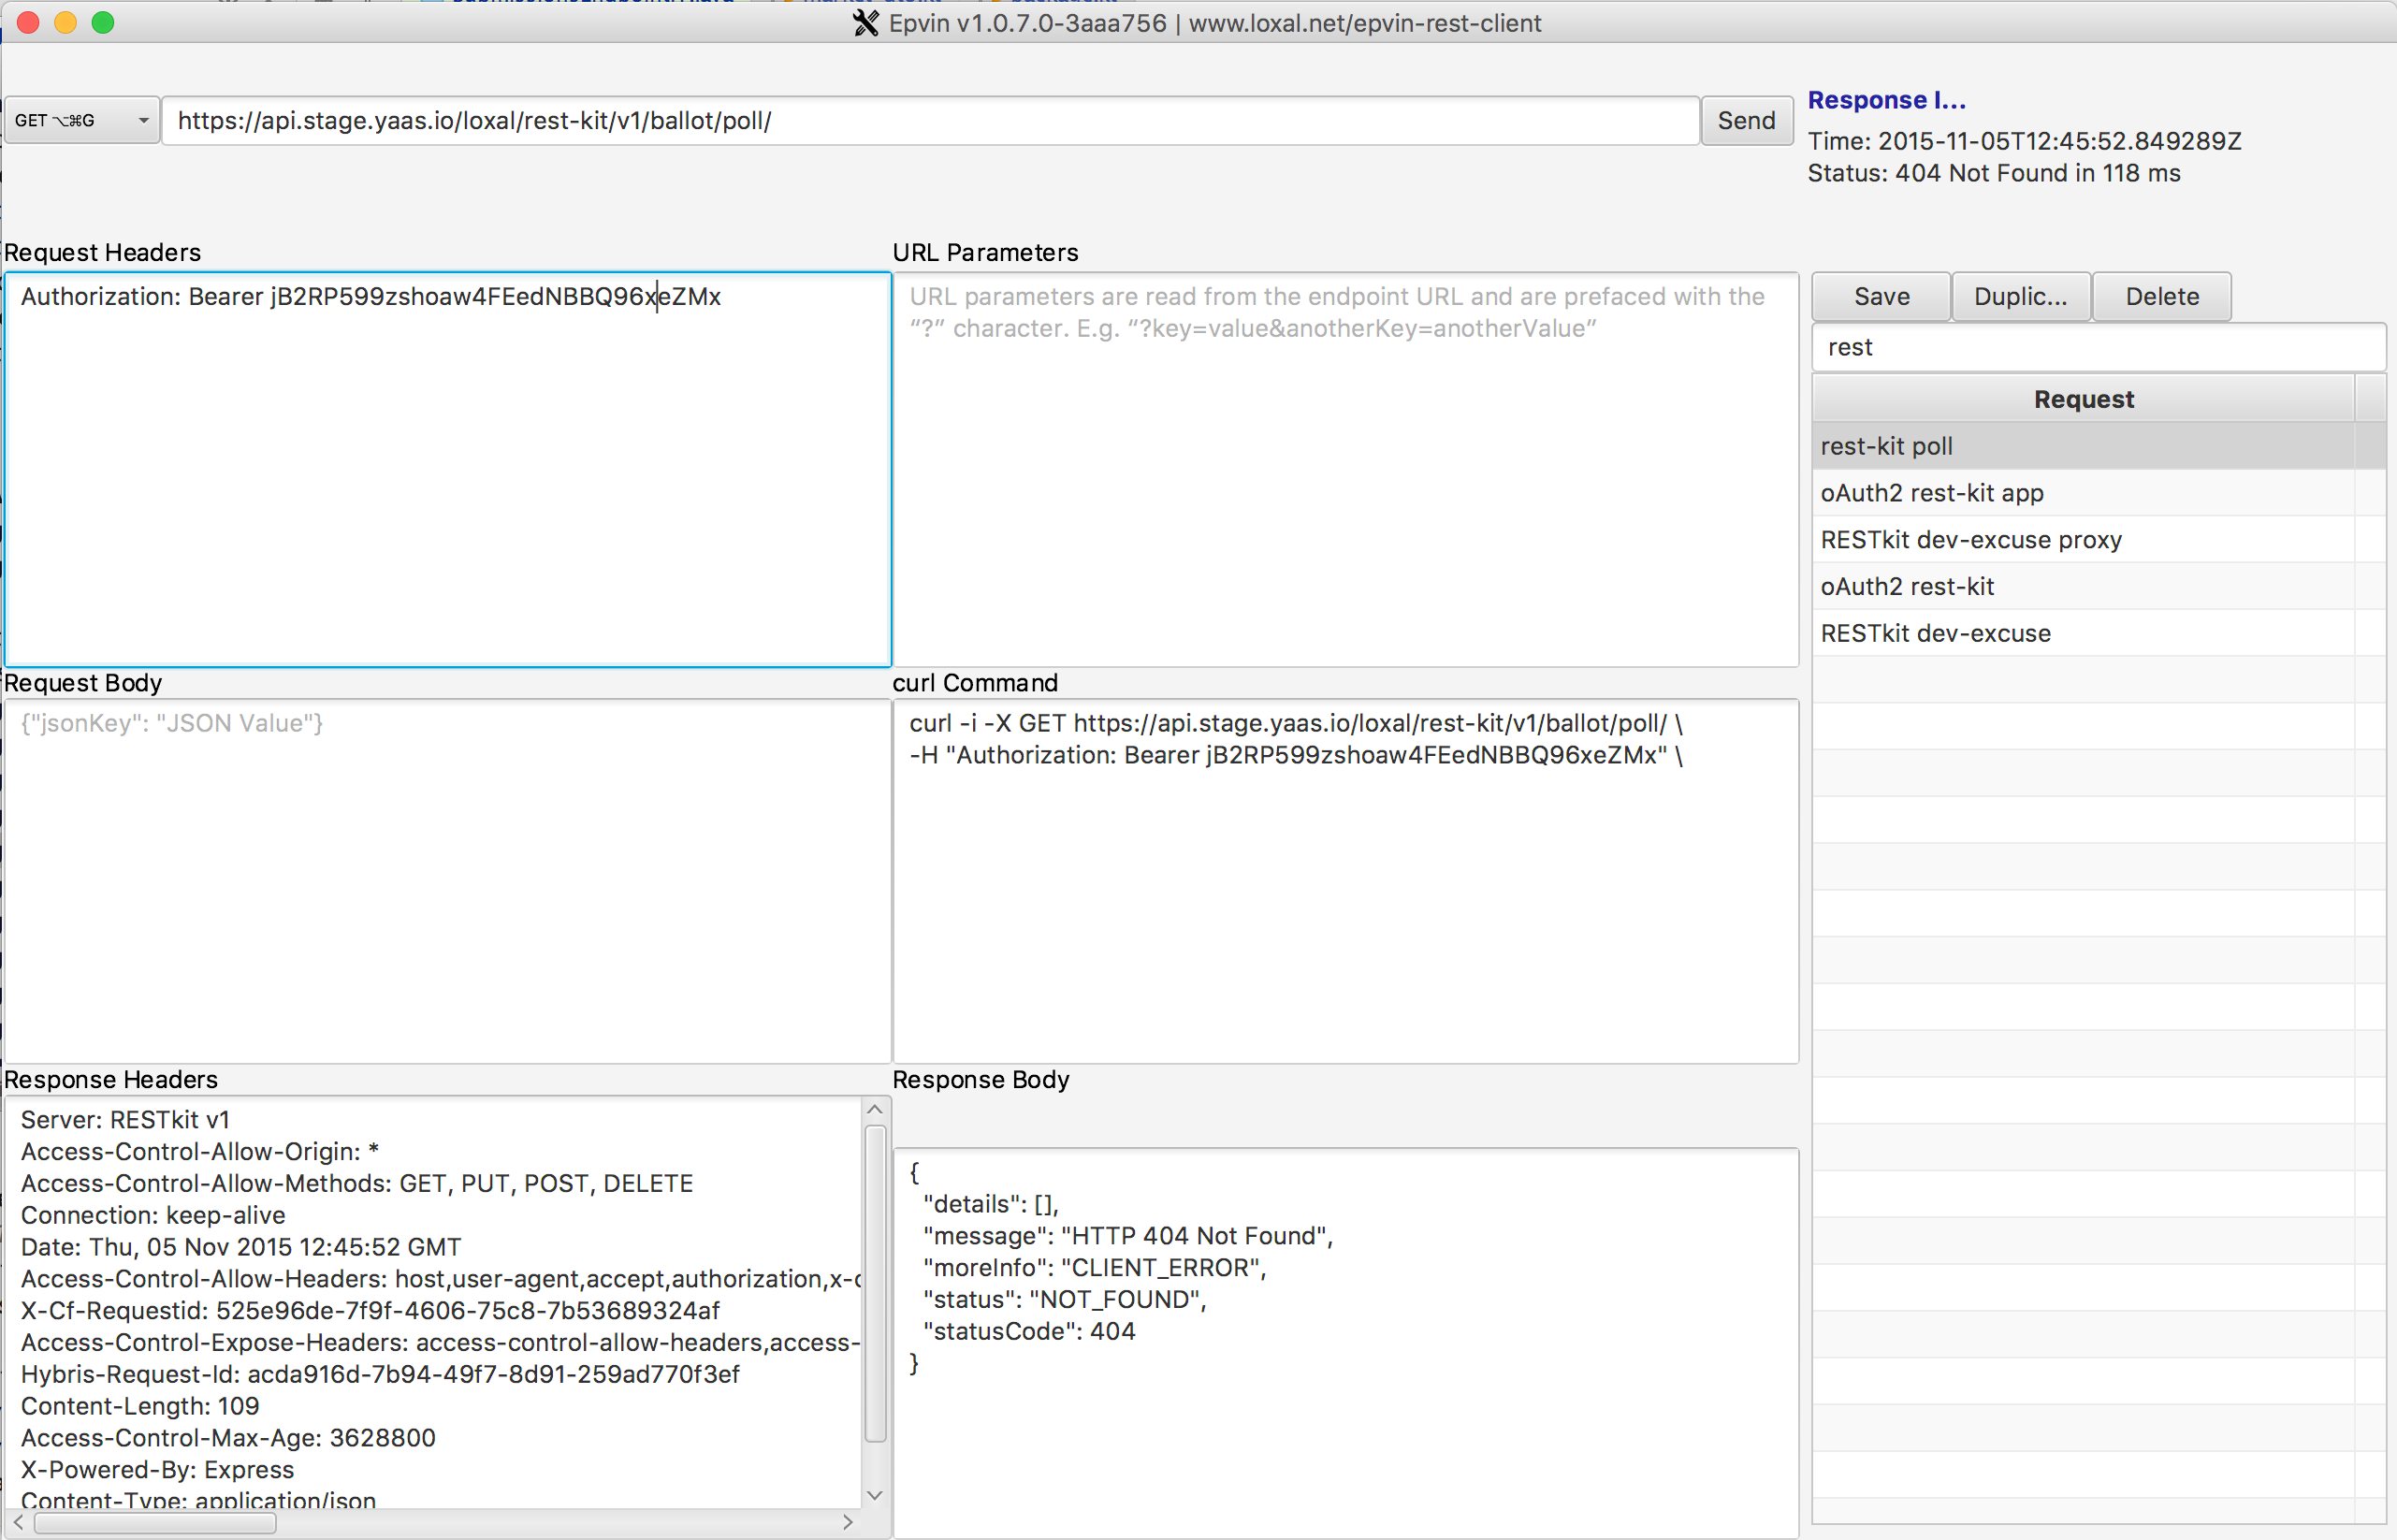 Epvin v1.0.7.0-3aaa756 | www.loxal.net/epvin-rest-client
GET ⌥⌘G
https://api.stage.yaas.io/loxal/rest-kit/v1/ballot/poll/
Send
Response I...
Time: 2015-11-05T12:45:52.849289Z
Status: 404 Not Found in 118 ms
Request Headers
Authorization: Bearer jB2RP599zshoaw4FEedNBBQ96xeZMx
URL Parameters
URL parameters are read from the endpoint URL and are prefaced with the
“?” character. E.g. “?key=value&anotherKey=anotherValue”
Save
Duplic...
Delete
rest
Request
rest-kit poll
oAuth2 rest-kit app
RESTkit dev-excuse proxy
oAuth2 rest-kit
RESTkit dev-excuse
Request Body
{"jsonKey": "JSON Value"}
curl Command
curl -i -X GET https://api.stage.yaas.io/loxal/rest-kit/v1/ballot/poll/ \
-H "Authorization: Bearer jB2RP599zshoaw4FEedNBBQ96xeZMx" \
Response Headers
Server: RESTkit v1
Access-Control-Allow-Origin: *
Access-Control-Allow-Methods: GET, PUT, POST, DELETE
Connection: keep-alive
Date: Thu, 05 Nov 2015 12:45:52 GMT
Access-Control-Allow-Headers: host,user-agent,accept,authorization,x-c
X-Cf-Requestid: 525e96de-7f9f-4606-75c8-7b53689324af
Access-Control-Expose-Headers: access-control-allow-headers,access-
Hybris-Request-Id: acda916d-7b94-49f7-8d91-259ad770f3ef
Content-Length: 109
Access-Control-Max-Age: 3628800
X-Powered-By: Express
Content-Type: application/json
Response Body
{
"details": [],
"message": "HTTP 404 Not Found",
"moreInfo": "CLIENT_ERROR",
"status": "NOT_FOUND",
"statusCode": 404
}